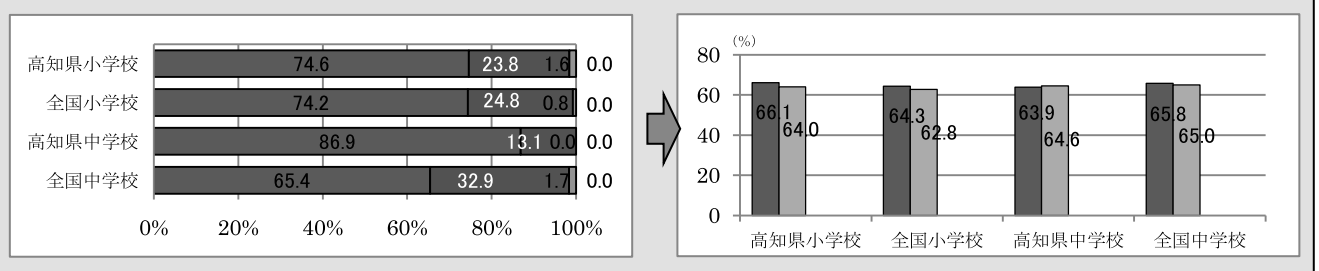 高知県小学校 74.6 23.8 1.6 0.0
全国小学校 74.2 24.8 0.8 0.0
高知県中学校 86.9 13.1 0.0 0.0
全国中学校 65.4 32.9 1.7 0.0
0% 20% 40% 60% 80% 100%
(%)
80
60
40
20
0
66.1 64.0
64.3 62.8
63.9 64.6
65.8 65.0
高知県小学校 全国小学校 高知県中学校 全国中学校